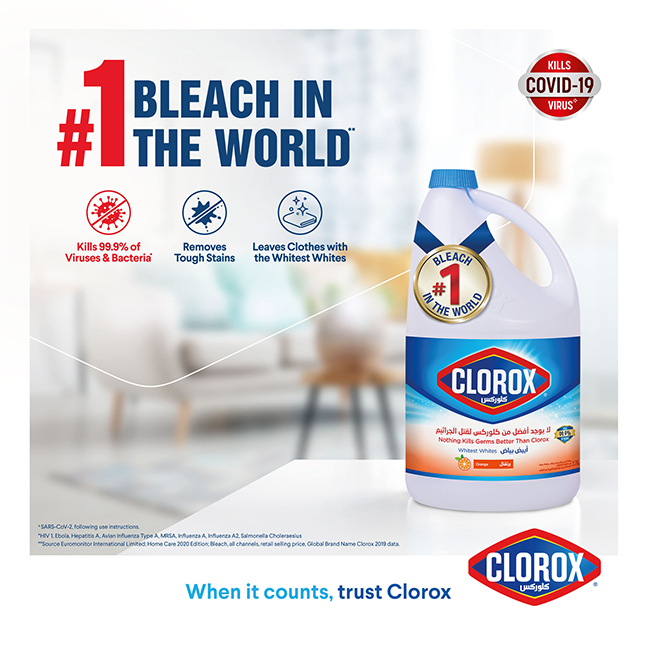 #1 BLEACH IN
THE WORLD**
KILLS
COVID-19
VIRUS+
Kills 99.9% of
Viruses & Bacteria*
Removes
Tough Stains
Leaves Clothes with
the Whitest Whites
BLEACH
#1
IN THE WORLD
CLOROX
كلوركس
لا يوجد أفضل من كلوركس لقتل الجراثيم
Nothing Kills Germs Better Than Clorox
Whitest Whites أبيض بياض
99.9%
Orange برتقال
+SARS-CoV-2, following use instructions.
*HIV 1, Ebola, Hepatitis A, Avian Influenza Type A, MRSA, Influenza A, Influenza A2, Salmonella Choleraesius
**Source Euromonitor International Limited; Home Care 2020 Edition; Bleach, all channels, retail selling price, Global Brand Name Clorox 2019 data.
When it counts, trust Clorox
CLOROX
كلوركس